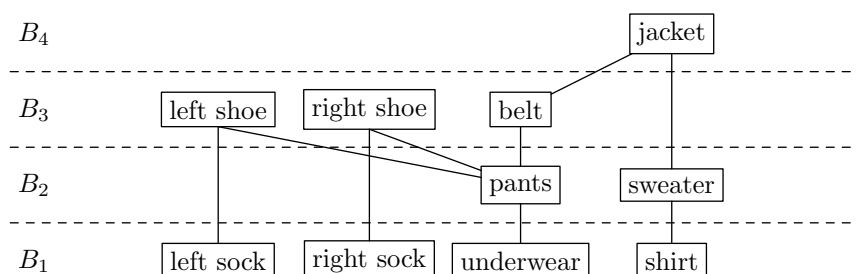 B₄ jacket
B₃ left shoe right shoe belt
B₂ pants sweater
B₁ left sock right sock underwear shirt